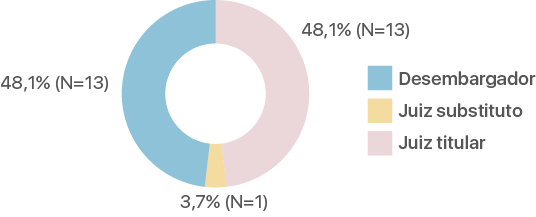 48,1% (N=13)
48,1% (N=13)
Desembargador
Juiz substituto
Juiz titular
3,7% (N=1)